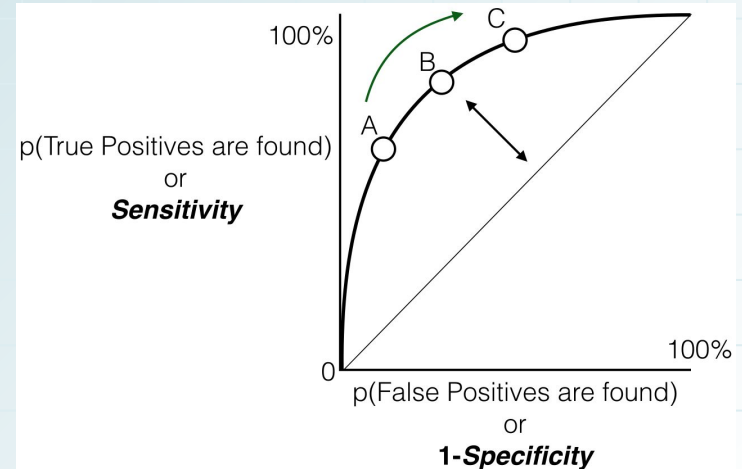 C
100%
B
A
p(True Positives are found)
or
Sensitivity
100%
0
p(False Positives are found)
or
1-Specificity